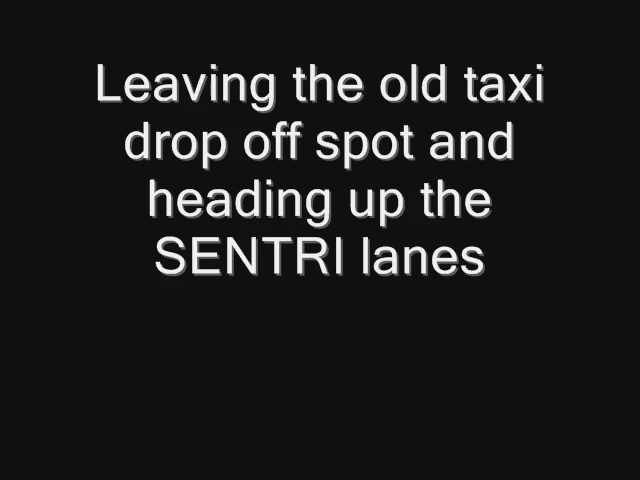 Leaving the old taxi
drop off spot and
heading up the
SENTRI lanes